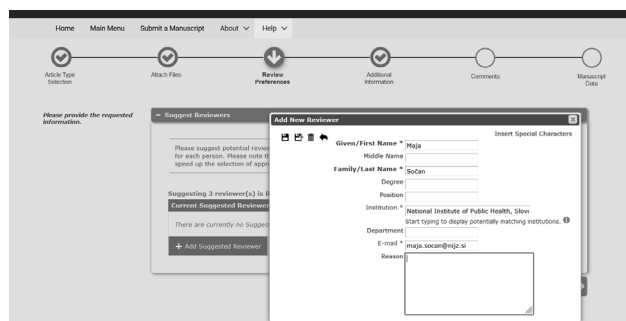 Home Main Menu Submit a Manuscript About Help
Article Type
Selection
Attach Files
Review
Preferences
Additional
Information
Comments
Manuscript
Data
Please provide the requested
information.
− Suggest Reviewers
Please suggest potential review
for each person. Please note th
speed up the selection of appr
Suggesting 3 reviewer(s) is
Current Suggested Reviewer
There are currently no Sugges
+ Add Suggested Reviewer
Add New Reviewer
Insert Special Characters
Given/First Name * Maja
Middle Name
Family/Last Name * Sočan
Degree
Position
Institution * National Institute of Public Health, Slov
Start typing to display potentially matching institutions.
Department
E-mail * maja.socan@nijz.si
Reason